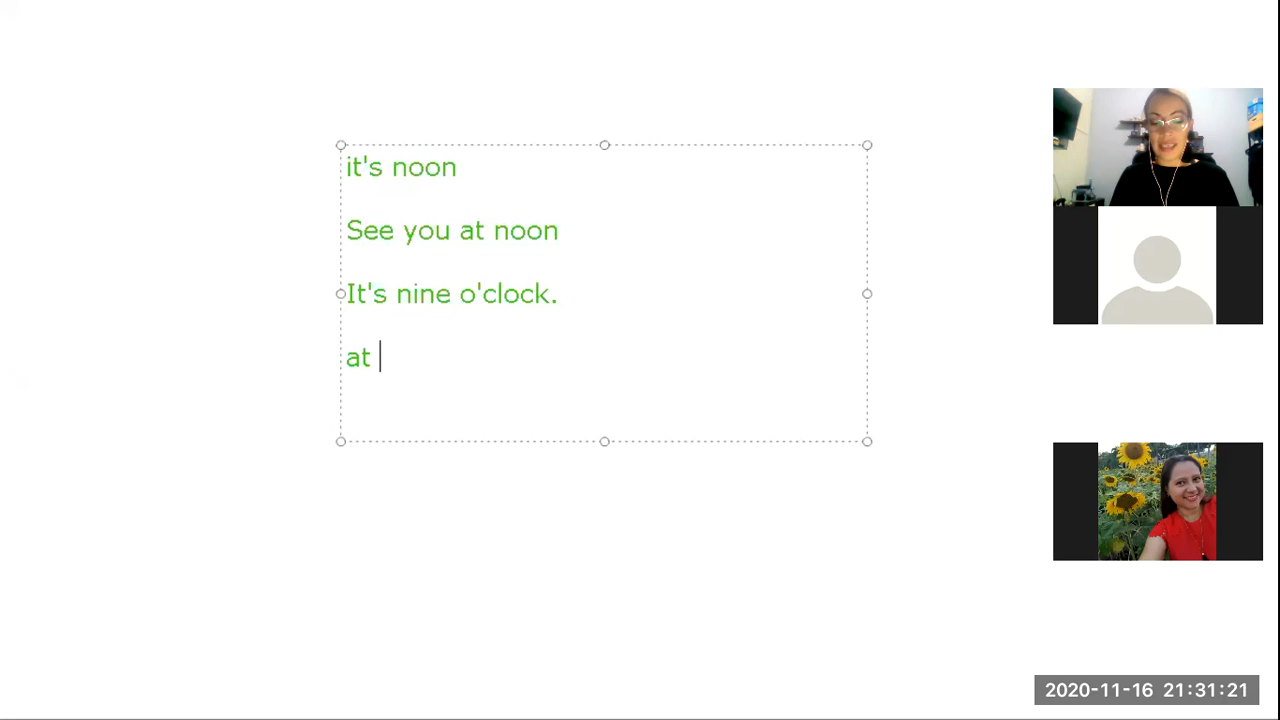 it's noon
See you at noon
It's nine o'clock.
at
2020-11-16 21:31:21